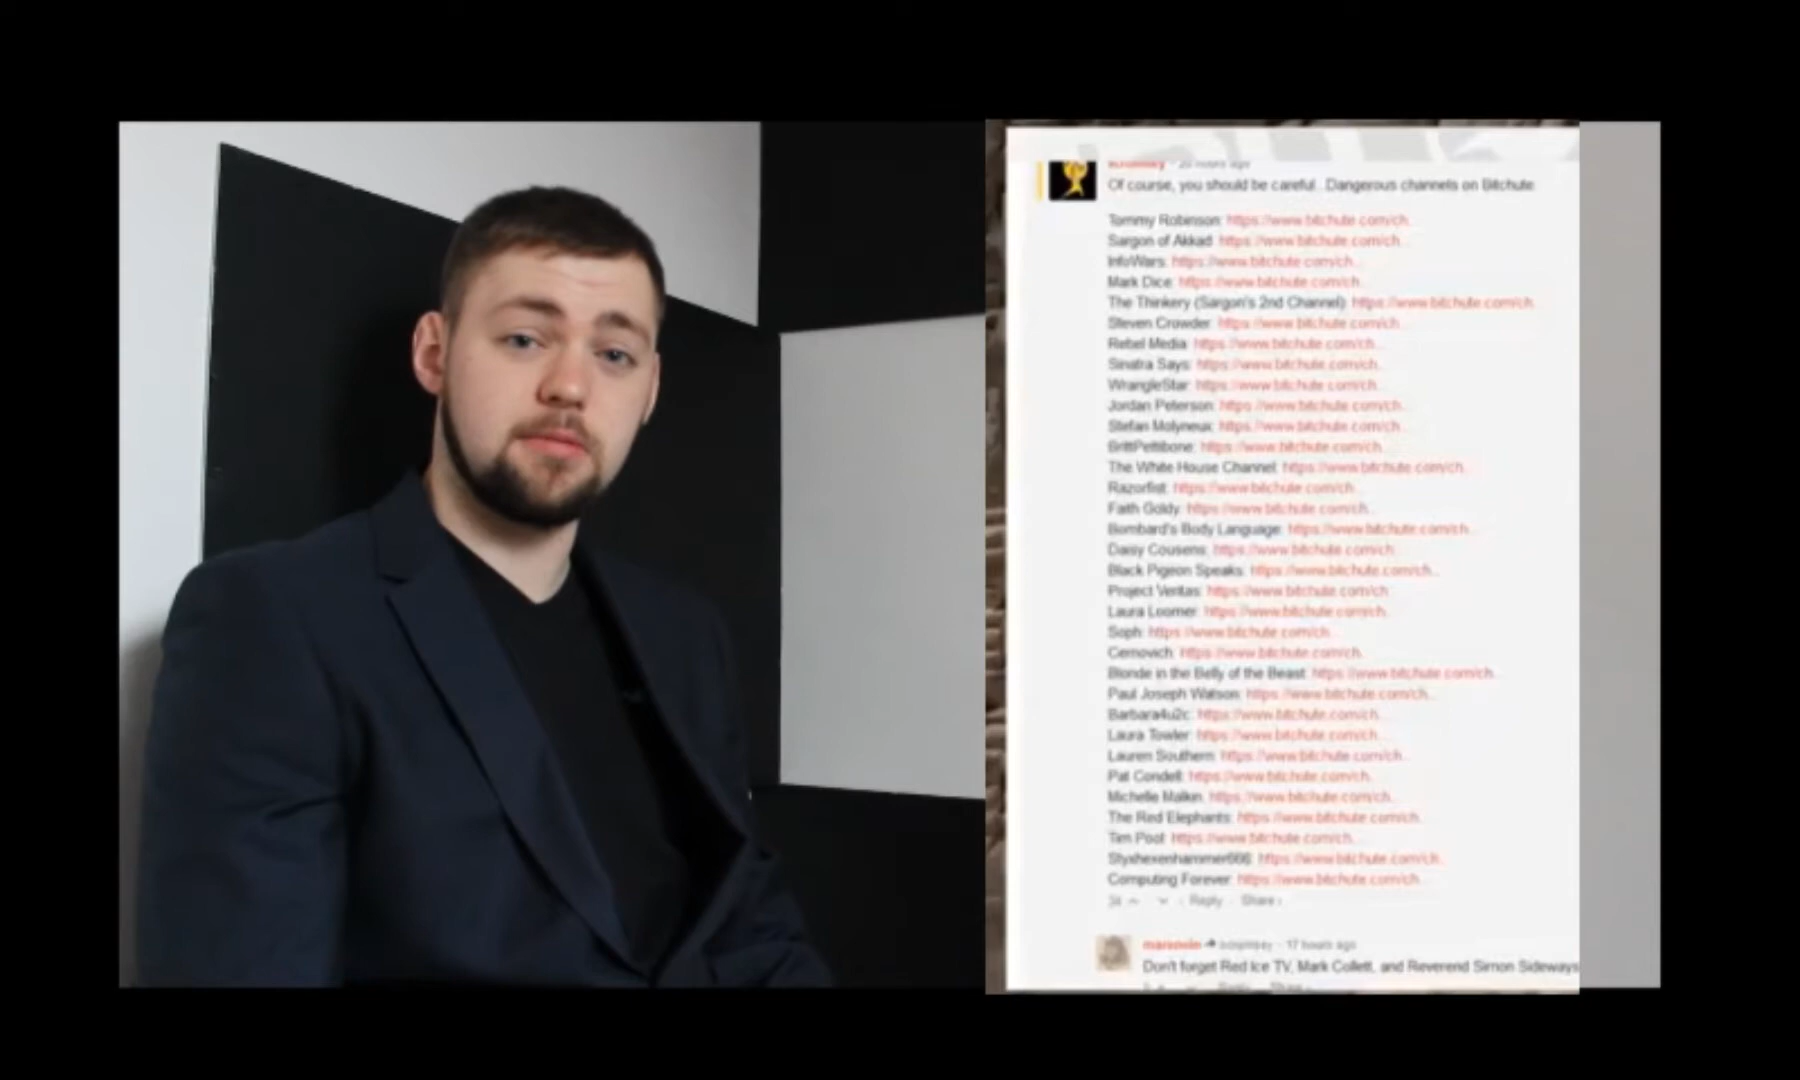 20 hours ago
Of course, you should be careful...Dangerous channels on Bitchute
Tommy Robinson: https://www.bitchute.com/ch...
Sargon of Akkad: https://www.bitchute.com/ch...
InfoWars: https://www.bitchute.com/ch...
Mark Dice: https://www.bitchute.com/ch...
The Thinkery (Sargon's 2nd Channel): https://www.bitchute.com/ch...
Steven Crowder: https://www.bitchute.com/ch...
Rebel Media: https://www.bitchute.com/ch...
Sinatra Says: https://www.bitchute.com/ch...
WrangleStar: https://www.bitchute.com/ch...
Jordan Peterson: https://www.bitchute.com/ch...
Stefan Molyneux: https://www.bitchute.com/ch...
BrittPettibone: https://www.bitchute.com/ch...
The White House Channel: https://www.bitchute.com/ch...
Razorfist: https://www.bitchute.com/ch...
Faith Goldy: https://www.bitchute.com/ch...
Bombard's Body Language: https://www.bitchute.com/ch...
Daisy Cousens: https://www.bitchute.com/ch...
Black Pigeon Speaks: https://www.bitchute.com/ch...
Project Veritas: https://www.bitchute.com/ch...
Laura Loomer: https://www.bitchute.com/ch...
Soph: https://www.bitchute.com/ch...
Cernovich: https://www.bitchute.com/ch...
Blonde in the Belly of the Beast: https://www.bitchute.com/ch...
Paul Joseph Watson: https://www.bitchute.com/ch...
Barbara4u2c: https://www.bitchute.com/ch...
Laura Towler: https://www.bitchute.com/ch...
Lauren Southern: https://www.bitchute.com/ch...
Pat Condell: https://www.bitchute.com/ch...
Michelle Malkin: https://www.bitchute.com/ch...
The Red Elephants: https://www.bitchute.com/ch...
Tim Pool: https://www.bitchute.com/ch...
Styxhexenhammer666: https://www.bitchute.com/ch...
Computing Forever: https://www.bitchute.com/ch...
Reply Share ›
17 hours ago
Don't forget Red Ice TV, Mark Collett, and Reverend Simon Sideways
Reply Share ›